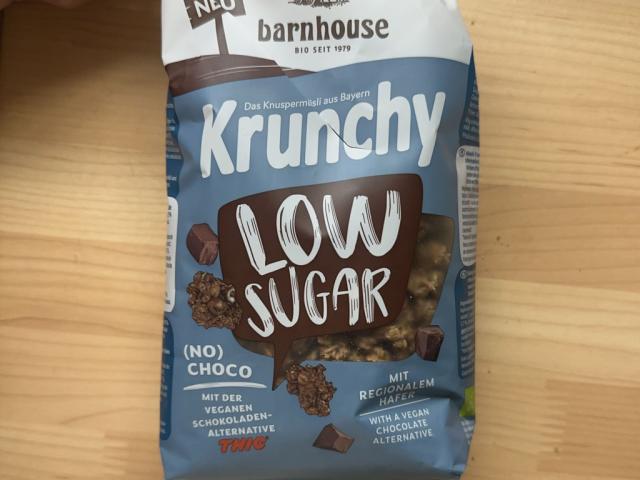 NEU
barnhouse
BIO SEIT 1979
Das Knuspermüsli aus Bayern
Krunchy
LOW
SUGAR
(NO)
CHOCO
MIT DER
VEGANEN
SCHOKOLADEN-
ALTERNATIVE
MIT
REGIONALEM
HAFER
WITH A VEGAN
CHOCOLATE
ALTERNATIVE